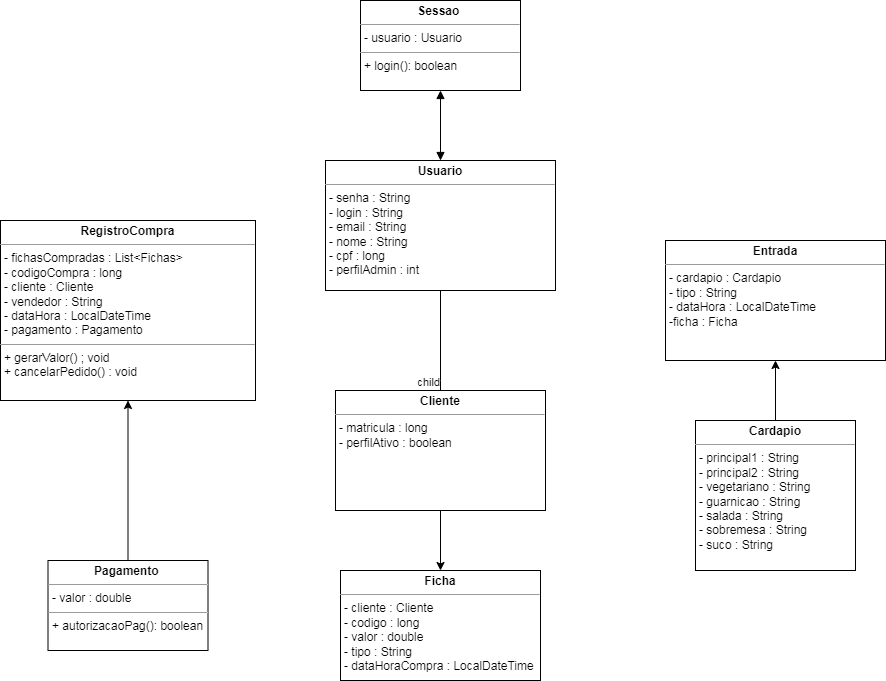 Sessao
- usuario : Usuario
+ login(): boolean
Usuario
- senha : String
- login : String
- email : String
- nome : String
- cpf : long
- perfilAdmin : int
RegistroCompra
- fichasCompradas : List<Fichas>
- codigoCompra : long
- cliente : Cliente
- vendedor : String
- dataHora : LocalDateTime
- pagamento : Pagamento
+ gerarValor() ; void
+ cancelarPedido() : void
Entrada
- cardapio : Cardapio
- tipo : String
- dataHora : LocalDateTime
-ficha : Ficha
child
Cliente
- matricula : long
- perfilAtivo : boolean
Cardapio
- principal1 : String
- principal2 : String
- vegetariano : String
- guarnicao : String
- salada : String
- sobremesa : String
- suco : String
Pagamento
- valor : double
+ autorizacaoPag(): boolean
Ficha
- cliente : Cliente
- codigo : long
- valor : double
- tipo : String
- dataHoraCompra : LocalDateTime